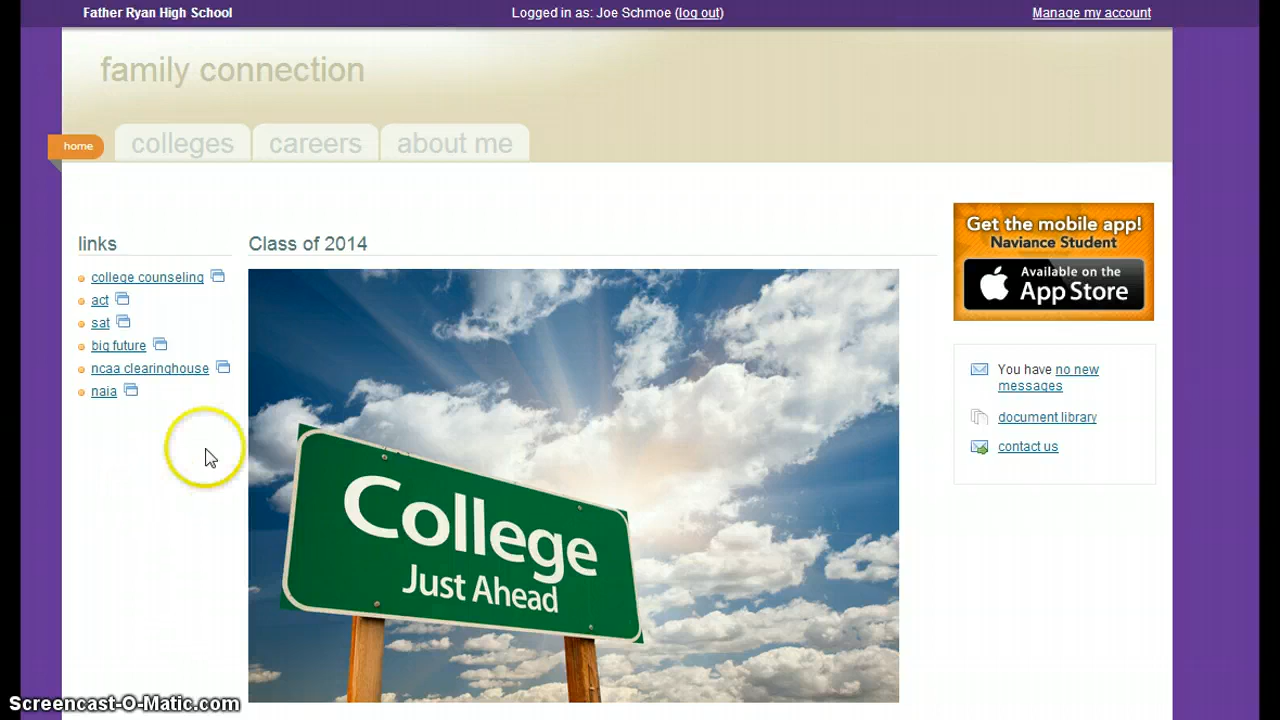 Father Ryan High School
Logged in as: Joe Schmoe (log out)
Manage my account
family connection
home
colleges
careers
about me
links
college counseling
act
sat
big future
ncaa clearinghouse
naia
Class of 2014
College
Just Ahead
Get the mobile app!
Naviance Student
Available on the
App Store
You have no new
messages
document library
contact us
Screencast-O-Matic.com